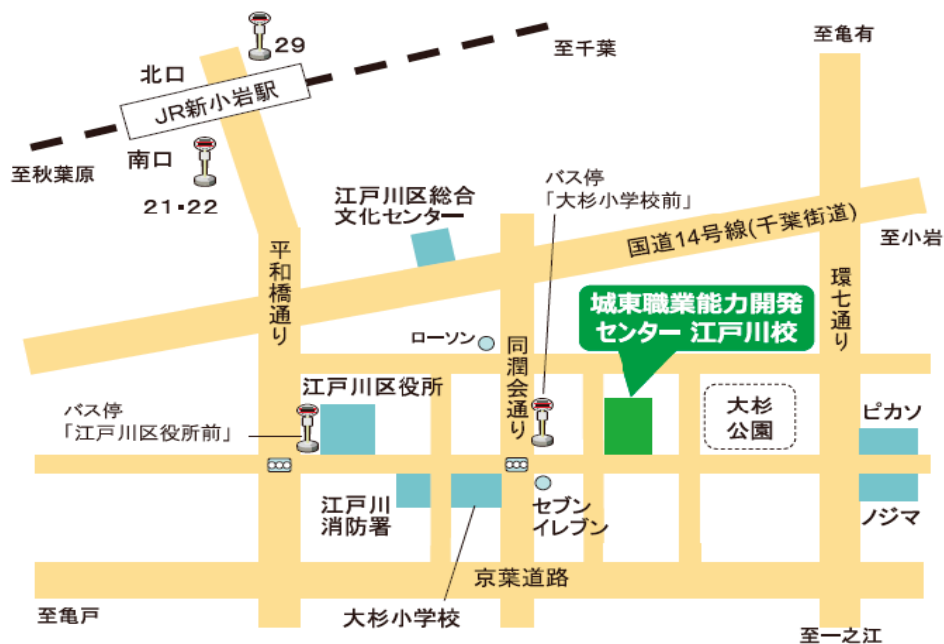 29
北口
JR新小岩駅
至千葉
至亀有
至秋葉原
南口
21・22
江戸川区総合
文化センター
バス停
「大杉小学校前」
国道14号線(千葉街道)
至小岩
平和橋通り
環七通り
城東職業能力開発
センター 江戸川校
ローソン
同潤会通り
江戸川区役所
バス停
「江戸川区役所前」
大杉
公園
ピカソ
江戸川
消防署
セブン
イレブン
ノジマ
京葉道路
至亀戸
大杉小学校
至一之江